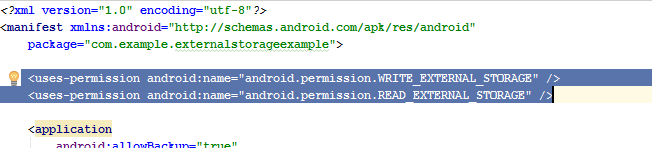 <?xml version="1.0" encoding="utf-8"?>
<manifest xmlns:android="http://schemas.android.com/apk/res/android"
package="com.example.externalstorageexample">
<uses-permission android:name="android.permission.WRITE_EXTERNAL_STORAGE" />
<uses-permission android:name="android.permission.READ_EXTERNAL_STORAGE" />
<application
android:allowBackup="true"